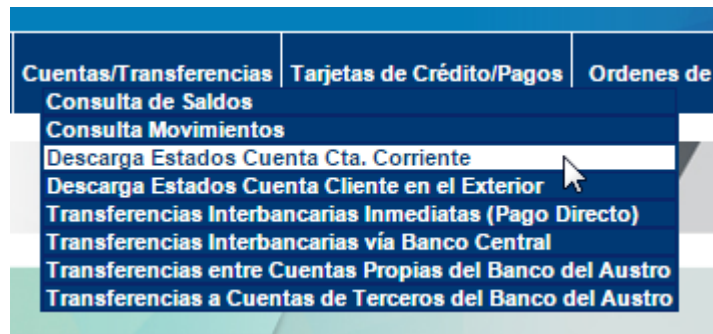 Cuentas/Transferencias Tarjetas de Crédito/Pagos Ordenes de
Consulta de Saldos
Consulta Movimientos
Descarga Estados Cuenta Cta. Corriente
Descarga Estados Cuenta Cliente en el Exterior
Transferencias Interbancarias Inmediatas (Pago Directo)
Transferencias Interbancarias vía Banco Central
Transferencias entre Cuentas Propias del Banco del Austro
Transferencias a Cuentas de Terceros del Banco del Austro